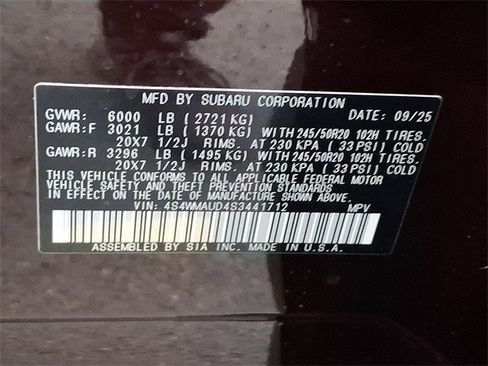 MFD BY SUBARU CORPORATION
GVWR: 6000 LB ( 2721 KG) DATE: 09/25
GAWR:F 3021 LB ( 1370 KG) WITH 245/50R20 102H TIRES.
20X7 1/2J RIMS. AT 230 KPA ( 33 PSI) COLD
GAWR:R 3296 LB ( 1495 KG) WITH 245/50R20 102H TIRES.
20X7 1/2J RIMS. AT 230 KPA ( 33 PSI) COLD
THIS VEHICLE CONFORMS TO ALL APPLICABLE FEDERAL MOTOR
VEHICLE SAFETY AND THEFT PREVENTION STANDARDS
IN EFFECT ON THE DATE OF MANUFACTURE SHOWN ABOVE.
VIN: 4S4WMAUD4S3441712 MPV
ASSEMBLED BY SIA INC. MADE IN U.S.A.